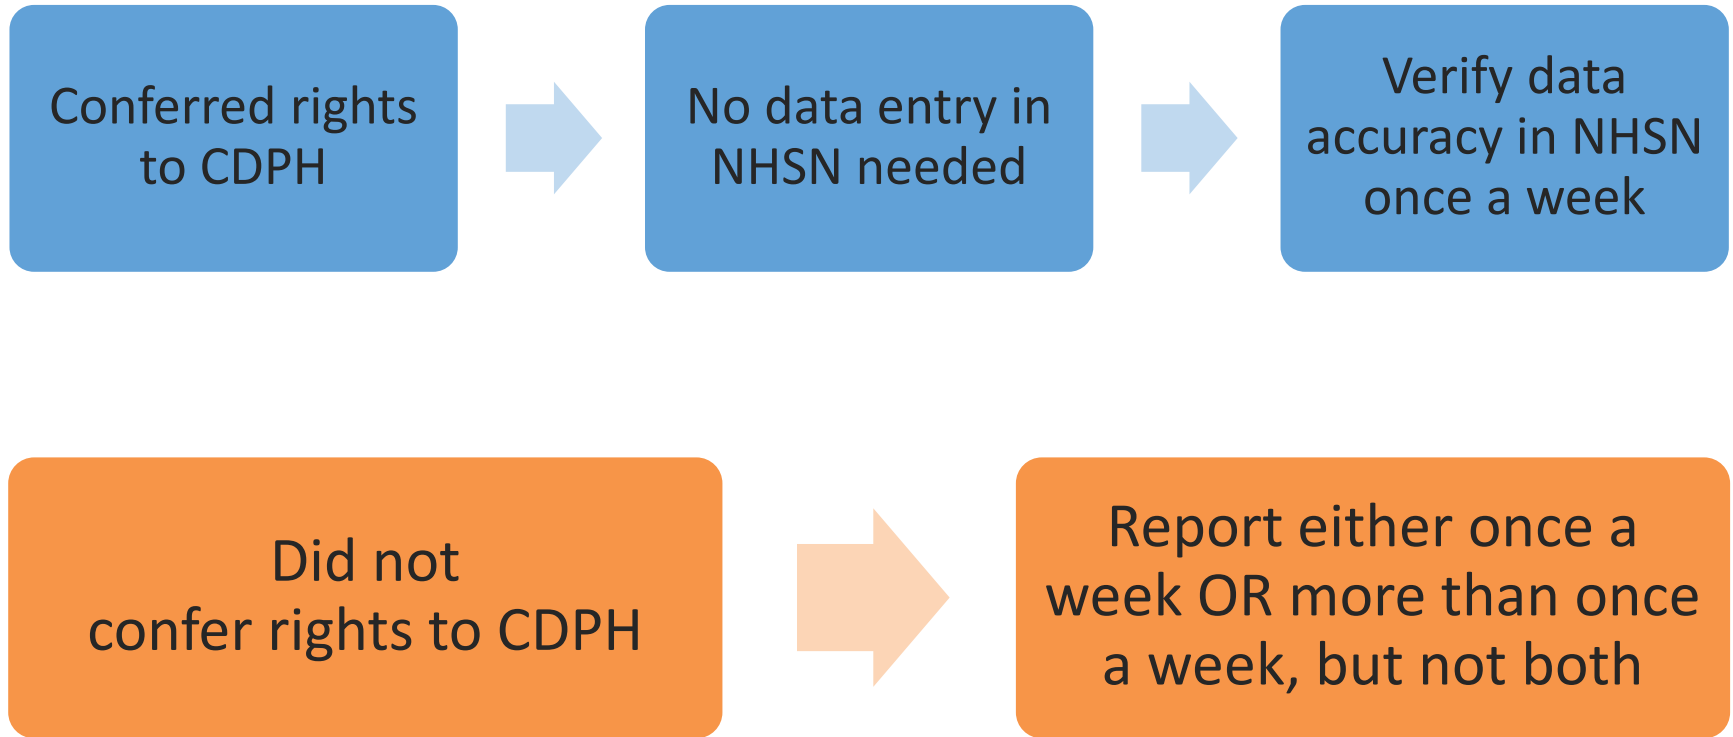 Conferred rights
to CDPH
No data entry in
NHSN needed
Verify data
accuracy in NHSN
once a week
Did not
confer rights to CDPH
Report either once a
week OR more than once
a week, but not both